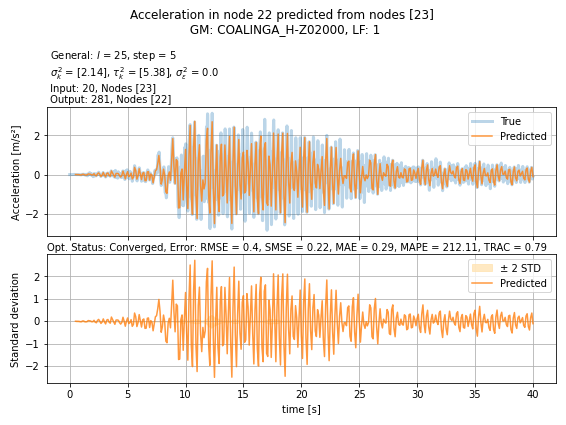 Acceleration in node 22 predicted from nodes [23]
GM: COALINGA_H-Z02000, LF: 1
General: l = 25, step = 5
σ²ₖ = [2.14], τ²ₖ = [5.38], σ²ε = 0.0
Input: 20, Nodes [23]
Output: 281, Nodes [22]
Acceleration [m/s²]
2
0
−2
True
Predicted
Opt. Status: Converged, Error: RMSE = 0.4, SMSE = 0.22, MAE = 0.29, MAPE = 212.11, TRAC = 0.79
Standard deviation
2
1
0
−1
−2
± 2 STD
Predicted
0 5 10 15 20 25 30 35 40
time [s]